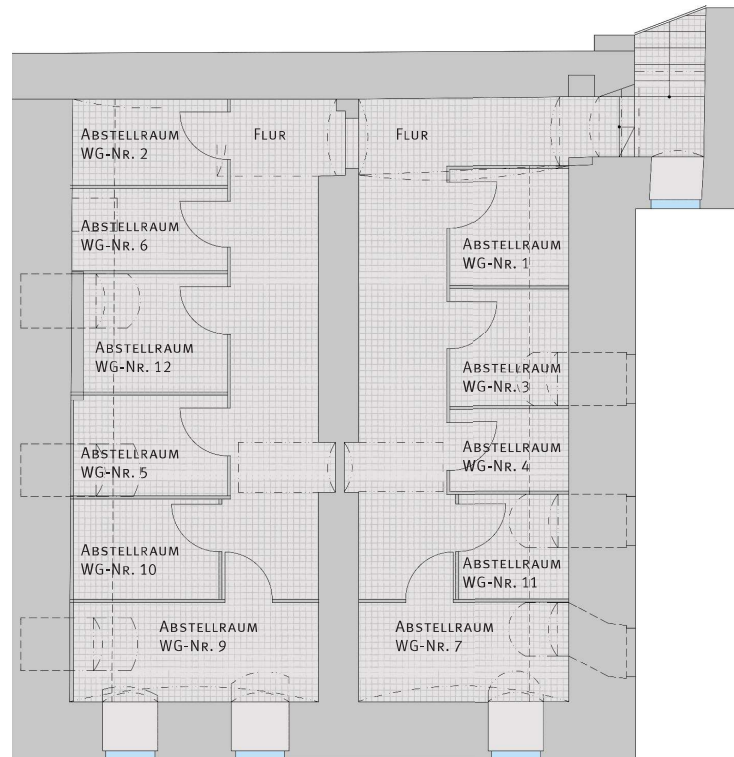 Abstellraum
WG-Nr. 2
Flur
Flur
Abstellraum
WG-Nr. 6
Abstellraum
WG-Nr. 1
Abstellraum
WG-Nr. 12
Abstellraum
WG-Nr. 3
Abstellraum
WG-Nr. 5
Abstellraum
WG-Nr. 4
Abstellraum
WG-Nr. 10
Abstellraum
WG-Nr. 11
Abstellraum
WG-Nr. 9
Abstellraum
WG-Nr. 7